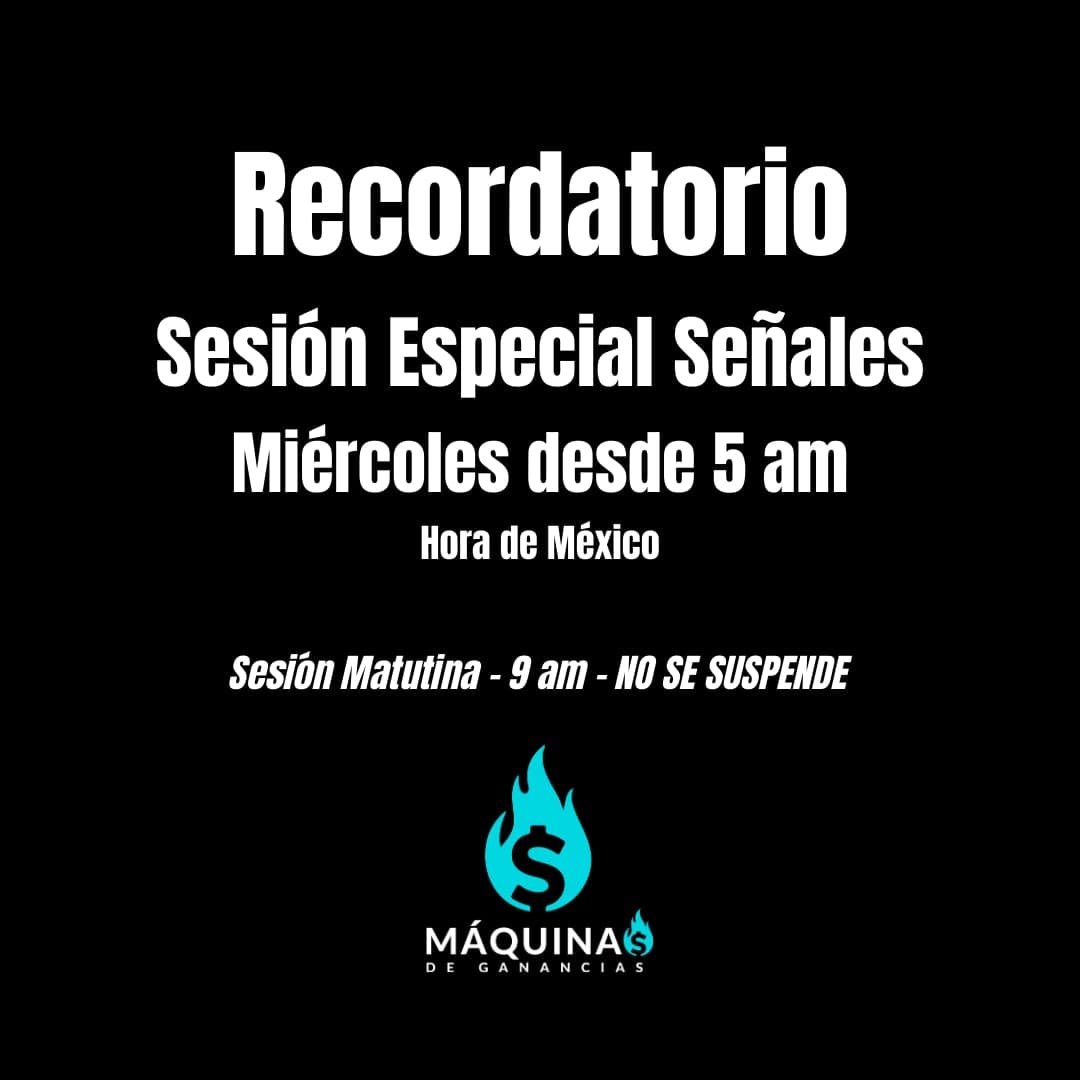 Recordatorio
Sesión Especial Señales
Miércoles desde 5 am
Hora de México
Sesión Matutina - 9 am - NO SE SUSPENDE
$
MÁQUINA$
DE GANANCIAS